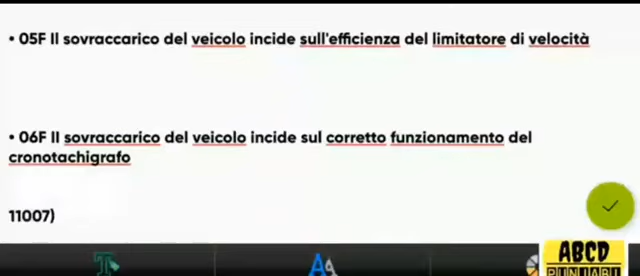 • 05F Il sovraccarico del veicolo incide sull'efficienza del limitatore di velocità
• 06F Il sovraccarico del veicolo incide sul corretto funzionamento del
cronotachigrafo
11007)
ABCD
PUNJABI